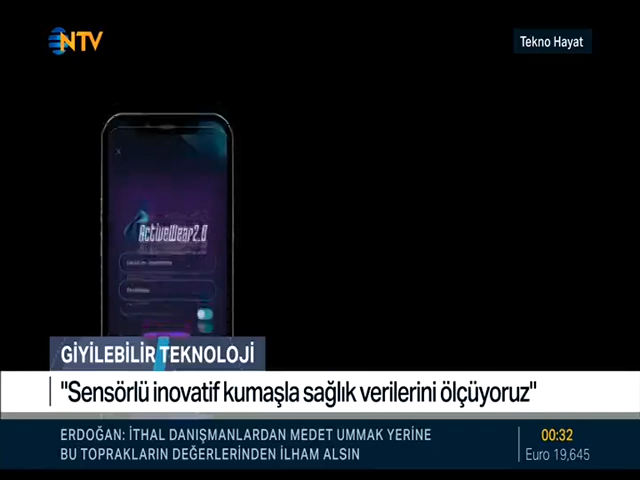 NTV
Tekno Hayat
ActiveWear2.0
GİYİLEBİLİR TEKNOLOJİ
"Sensörlü inovatif kumaşla sağlık verilerini ölçüyoruz"
ERDOĞAN: İTHAL DANIŞMANLARDAN MEDET UMMAK YERİNE
BU TOPRAKLARIN DEĞERLERİNDEN İLHAM ALSIN
00:32
Euro 19,645